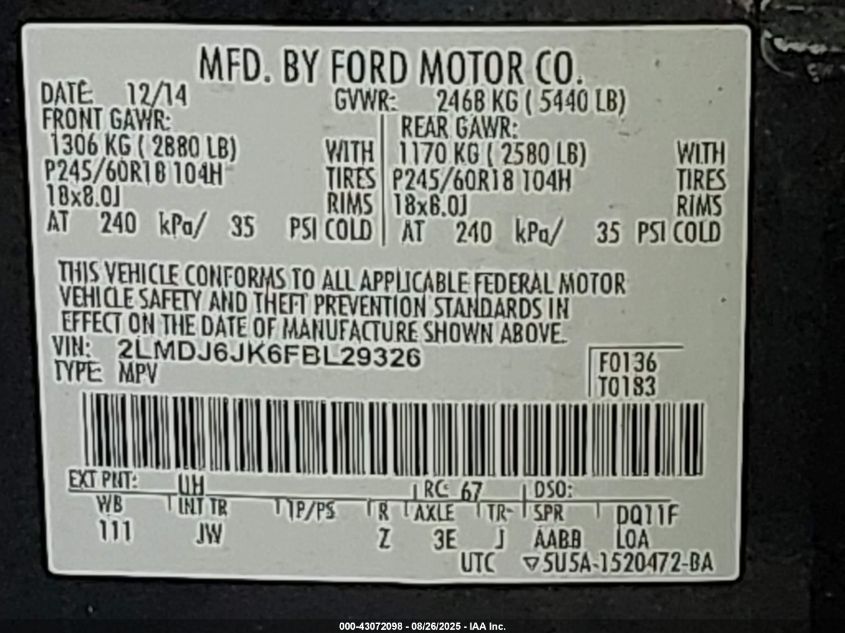 MFD. BY FORD MOTOR CO.
DATE: 12/14 GVWR: 2468 KG ( 5440 LB)
FRONT GAWR: REAR GAWR:
1306 KG ( 2880 LB) WITH 1170 KG ( 2580 LB) WITH
P245/60R18 104H TIRES P245/60R18 104H TIRES
18x8.0J RIMS 18x8.0J RIMS
AT 240 kPa/ 35 PSI COLD AT 240 kPa/ 35 PSI COLD
THIS VEHICLE CONFORMS TO ALL APPLICABLE FEDERAL MOTOR
VEHICLE SAFETY AND THEFT PREVENTION STANDARDS IN
EFFECT ON THE DATE OF MANUFACTURE SHOWN ABOVE.
VIN: 2LMDJ6JK6FBL29326
TYPE: MPV
F0136
T0183
EXT PNT: UH RC: 67 DSO:
WB INT TR TP/PS R AXLE TR SPR DQ11F
111 JW Z 3E J AABB LOA
UTC ▽5U5A-1520472-BA
000-43072098 - 08/26/2025 - IAA Inc.